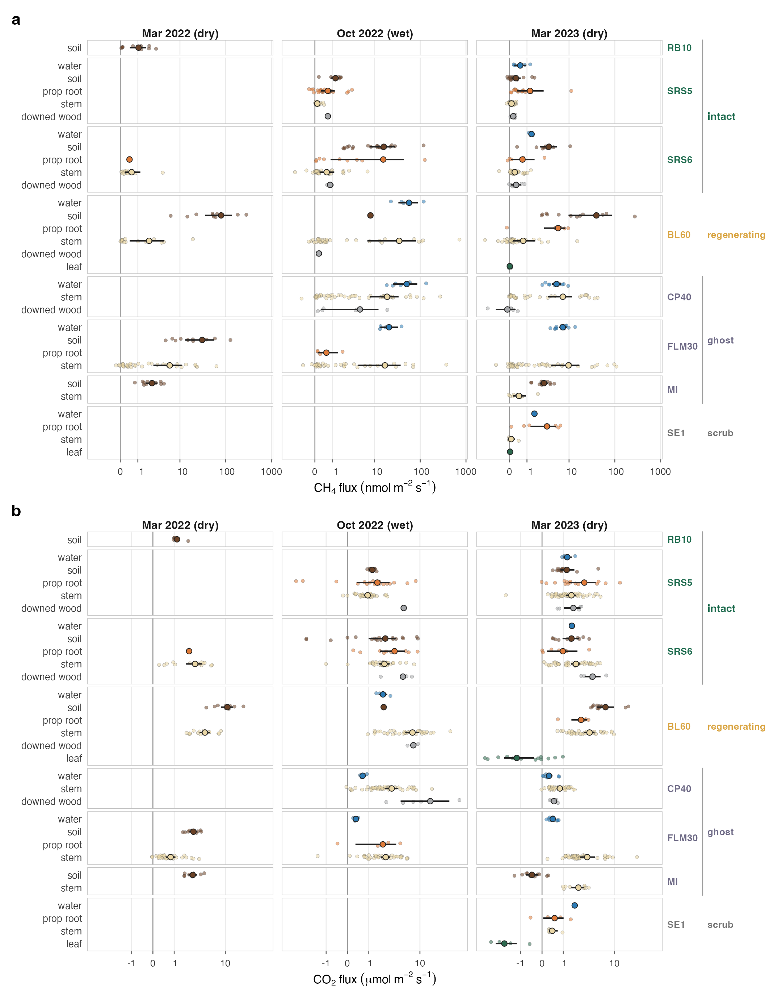 a
Mar 2022 (dry) Oct 2022 (wet) Mar 2023 (dry)
soil RB10
water
soil
prop root SRS5
stem
downed wood intact
water
soil
prop root SRS6
stem
downed wood
water
soil
prop root BL60 regenerating
stem
downed wood
leaf
water
stem CP40
downed wood
water
soil ghost
prop root FLM30
stem
soil MI
stem
water
prop root SE1 scrub
stem
leaf
0 1 10 100 1000 0 1 10 100 1000 0 1 10 100 1000
CH₄ flux (nmol m⁻² s⁻¹)
b
Mar 2022 (dry) Oct 2022 (wet) Mar 2023 (dry)
soil RB10
water
soil
prop root SRS5
stem
downed wood intact
water
soil
prop root SRS6
stem
downed wood
water
soil
prop root BL60 regenerating
stem
downed wood
leaf
water
stem CP40
downed wood
water
soil ghost
prop root FLM30
stem
soil MI
stem
water
prop root SE1 scrub
stem
leaf
-1 0 1 10 -1 0 1 10 -1 0 1 10
CO₂ flux (μmol m⁻² s⁻¹)